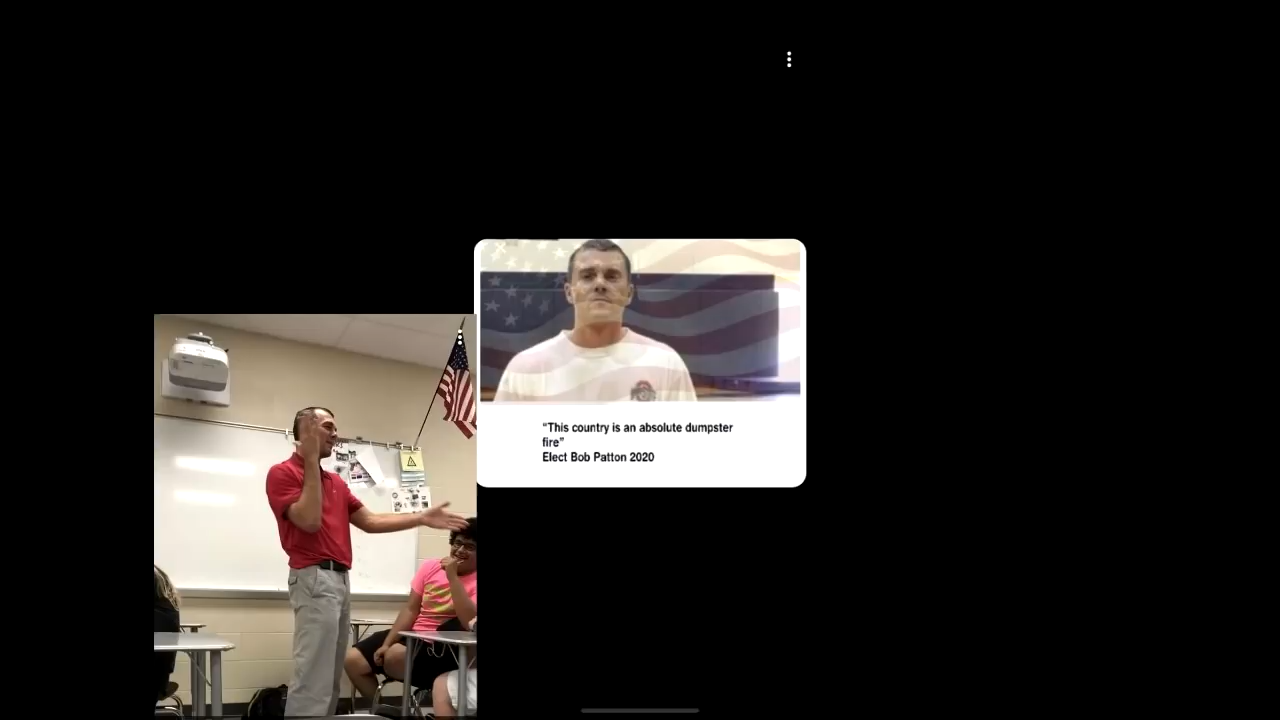 “This country is an absolute dumpster
fire”
Elect Bob Patton 2020